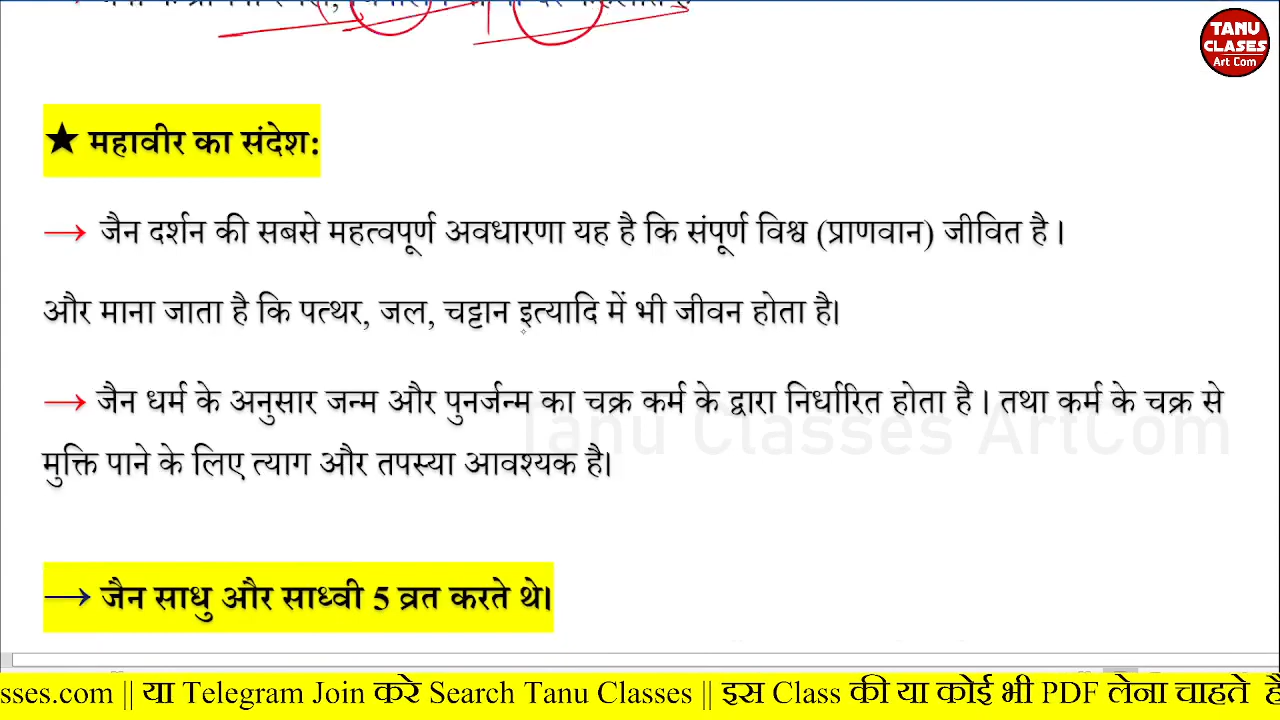 TANU
CLASES
Art Com
★ महावीर का संदेश:
→ जैन दर्शन की सबसे महत्वपूर्ण अवधारणा यह है कि संपूर्ण विश्व (प्राणवान) जीवित है।
और माना जाता है कि पत्थर, जल, चट्टान इत्यादि में भी जीवन होता है।
→ जैन धर्म के अनुसार जन्म और पुनर्जन्म का चक्र कर्म के द्वारा निर्धारित होता है। तथा कर्म के चक्र से
Tanu Classes ArtCom
मुक्ति पाने के लिए त्याग और तपस्या आवश्यक है।
→ जैन साधु और साध्वी 5 व्रत करते थे।
sses.com || या Telegram Join करे Search Tanu Classes || इस Class की या कोई भी PDF लेना चाहते है